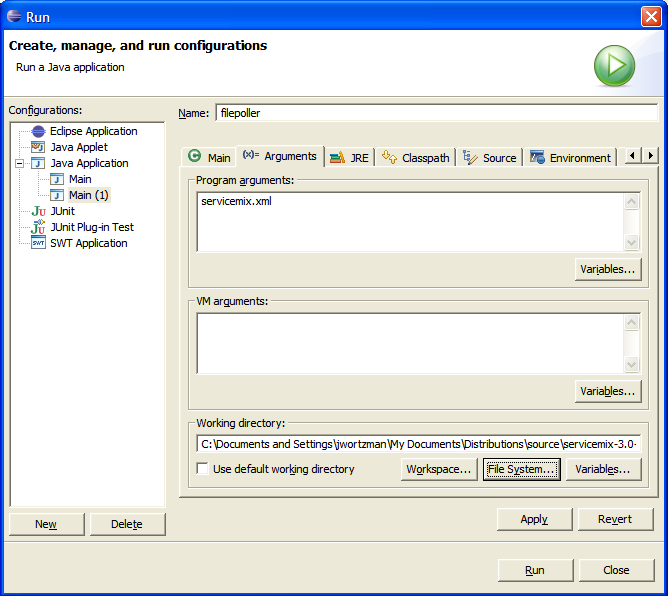 Run
Create, manage, and run configurations
Run a Java application
Configurations:
Eclipse Application
Java Applet
Java Application
Main
Main (1)
JUnit
JUnit Plug-in Test
SWT Application
New
Delete
Name: filepoller
Main (x)= Arguments JRE Classpath Source Environment
Program arguments:
servicemix.xml
Variables...
VM arguments:
Variables...
Working directory:
C:\Documents and Settings\jwortzman\My Documents\Distributions\source\servicemix-3.0-
Use default working directory
Workspace... File System... Variables...
Apply Revert
Run Close